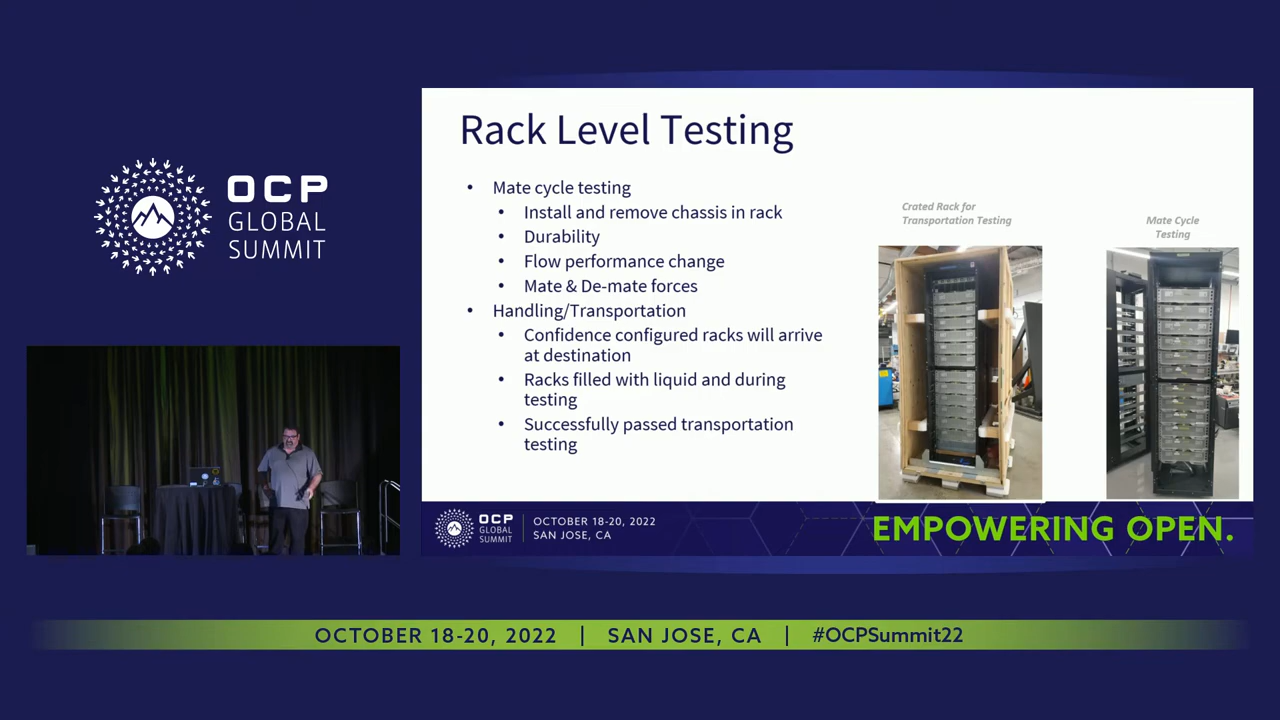 OCP
GLOBAL
SUMMIT
Rack Level Testing
• Mate cycle testing
• Install and remove chassis in rack
• Durability
• Flow performance change
• Mate & De-mate forces
• Handling/Transportation
• Confidence configured racks will arrive
at destination
• Racks filled with liquid and during
testing
• Successfully passed transportation
testing
Crated Rack for
Transportation Testing
Mate Cycle
Testing
OCP
GLOBAL
SUMMIT
OCTOBER 18-20, 2022
SAN JOSE, CA
EMPOWERING OPEN.
OCTOBER 18-20, 2022 | SAN JOSE, CA | #OCPSummit22